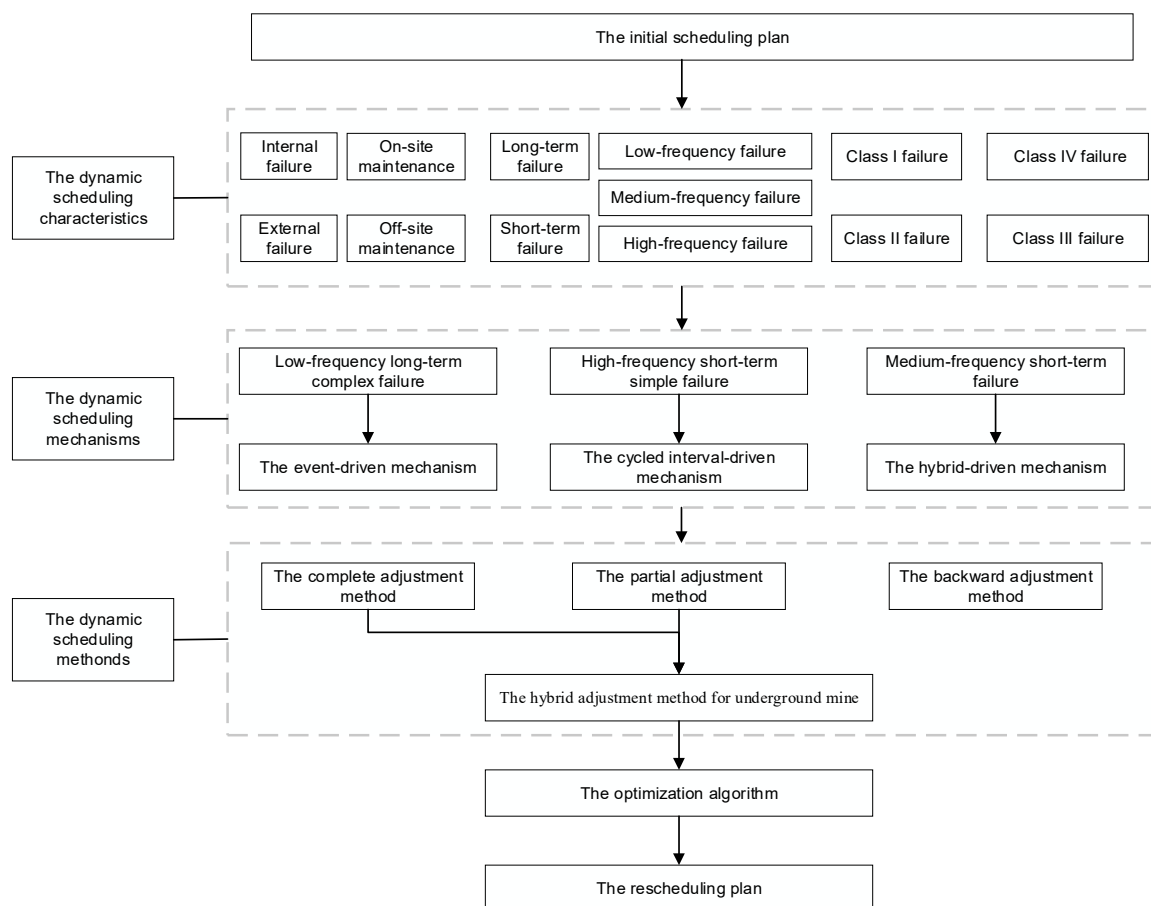 The initial scheduling plan
The dynamic
scheduling
characteristics
Internal
failure
On-site
maintenance
Long-term
failure
Low-frequency failure
Class I failure
Class IV failure
Medium-frequency failure
External
failure
Off-site
maintenance
Short-term
failure
High-frequency failure
Class II failure
Class III failure
The dynamic
scheduling
mechanisms
Low-frequency long-term
complex failure
High-frequency short-term
simple failure
Medium-frequency short-term
failure
The event-driven mechanism
The cycled interval-driven
mechanism
The hybrid-driven mechanism
The dynamic
scheduling
methonds
The complete adjustment
method
The partial adjustment
method
The backward adjustment
method
The hybrid adjustment method for underground mine
The optimization algorithm
The rescheduling plan